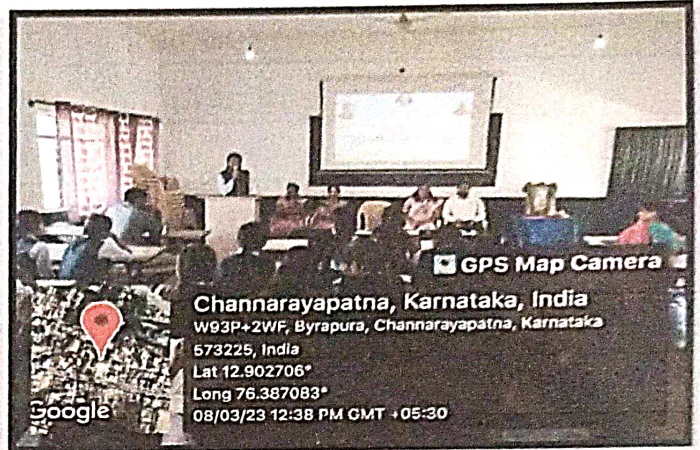 GPS Map Camera
Channarayapatna, Karnataka, India
W93P+2WF, Byrapura, Channarayapatna, Karnataka
573225, India
Lat 12.902706°
Long 76.387083°
08/03/23 12:38 PM GMT +05:30
Google